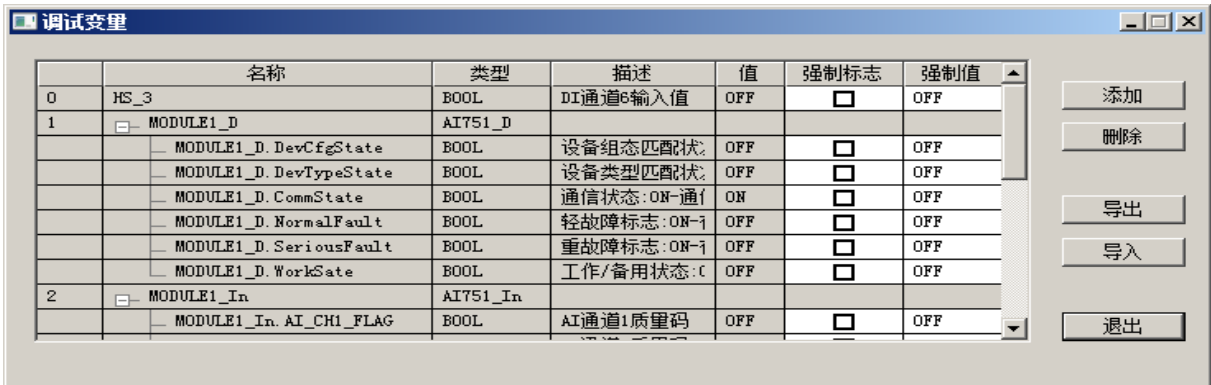 调试变量
名称 类型 描述 值 强制标志 强制值
0 HS_3 BOOL DI通道6输入值 OFF OFF
添加
1 MODULE1_D AI751_D
删除
MODULE1_D.DevCfgState BOOL 设备组态匹配状 OFF OFF
MODULE1_D.DevTypeState BOOL 设备类型匹配状 OFF OFF
MODULE1_D.CommState BOOL 通信状态:ON-通信 ON OFF
导出
MODULE1_D.NormalFault BOOL 轻故障标志:ON- OFF OFF
MODULE1_D.SeriousFault BOOL 重故障标志:ON- OFF OFF
导入
MODULE1_D.WorkSate BOOL 工作/备用状态: OFF OFF
2 MODULE1_In AI751_In
MODULE1_In.AI_CH1_FLAG BOOL AI通道1质量码 OFF OFF
退出